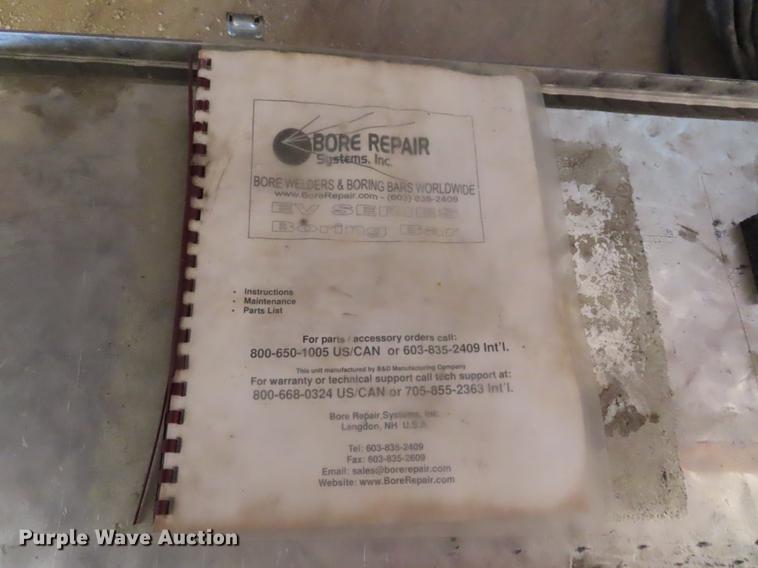 BORE REPAIR
Systems, Inc.
BORE WELDERS & BORING BARS WORLDWIDE
www.BoreRepair.com - (603) 835-2409
EV SERIES
Boring Bar
• Instructions
• Maintenance
• Parts List
For parts / accessory orders call:
800-650-1005 US/CAN or 603-835-2409 Int'l.
This unit manufactured by B&D Manufacturing Company
For warranty or technical support call tech support at:
800-668-0324 US/CAN or 705-855-2363 Int'l.
Bore Repair Systems, Inc.
Langdon, NH U.S.A.
Tel: 603-835-2409
Fax: 603-835-2609
Email: sales@borerepair.com
Website: www.BoreRepair.com
Purple Wave Auction